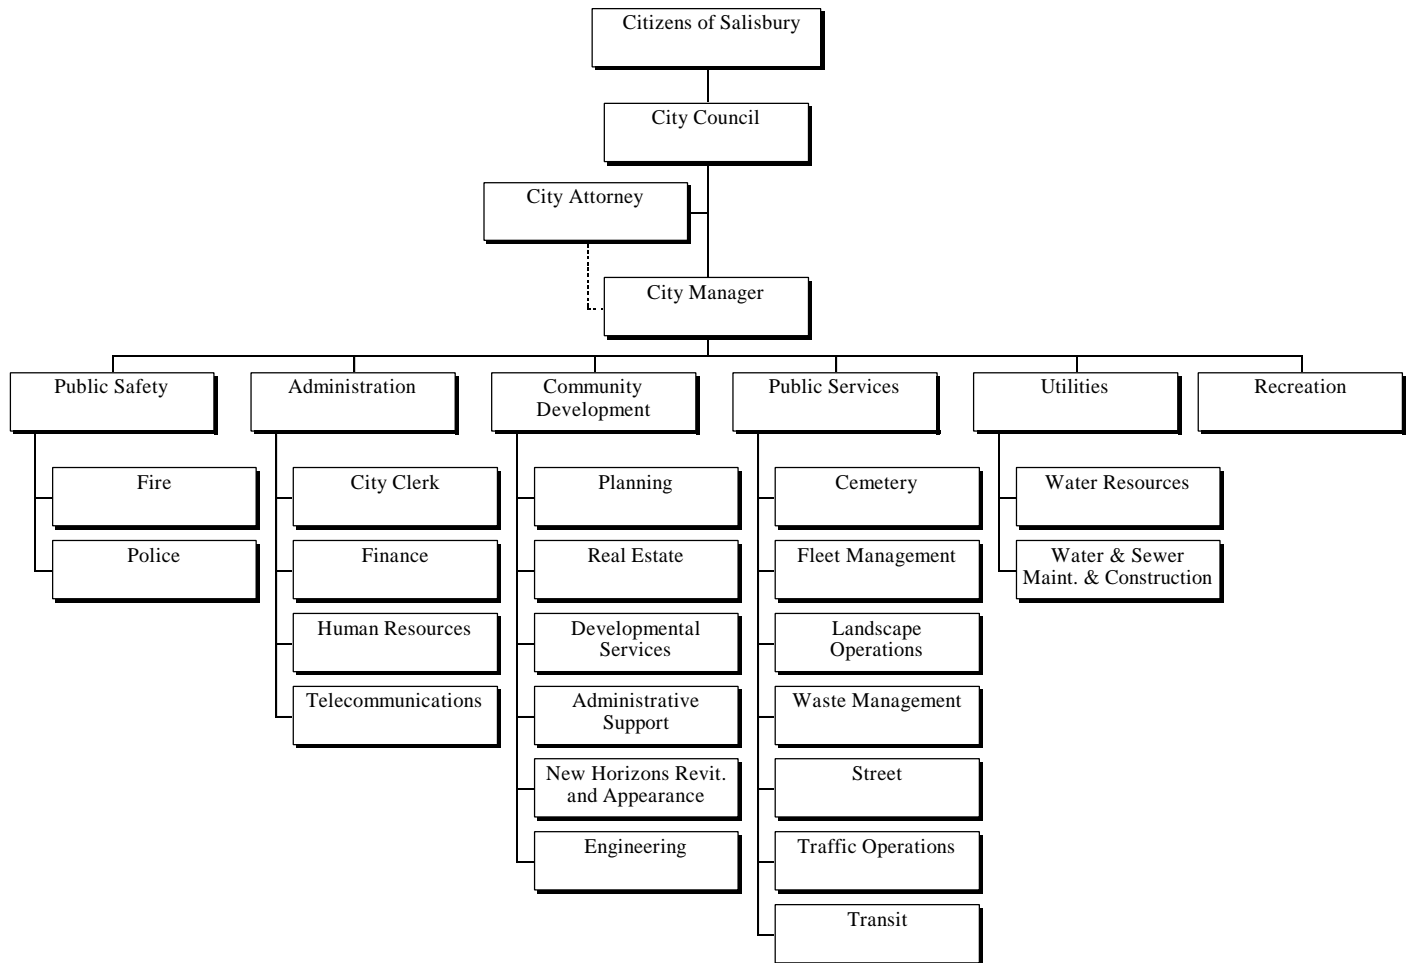 Citizens of Salisbury
City Council
City Attorney
City Manager
Public Safety
Administration
Community
Development
Public Services
Utilities
Recreation
Fire
Police
City Clerk
Finance
Human Resources
Telecommunications
Planning
Real Estate
Developmental
Services
Administrative
Support
New Horizons Revit.
and Appearance
Engineering
Cemetery
Fleet Management
Landscape
Operations
Waste Management
Street
Traffic Operations
Transit
Water Resources
Water & Sewer
Maint. & Construction